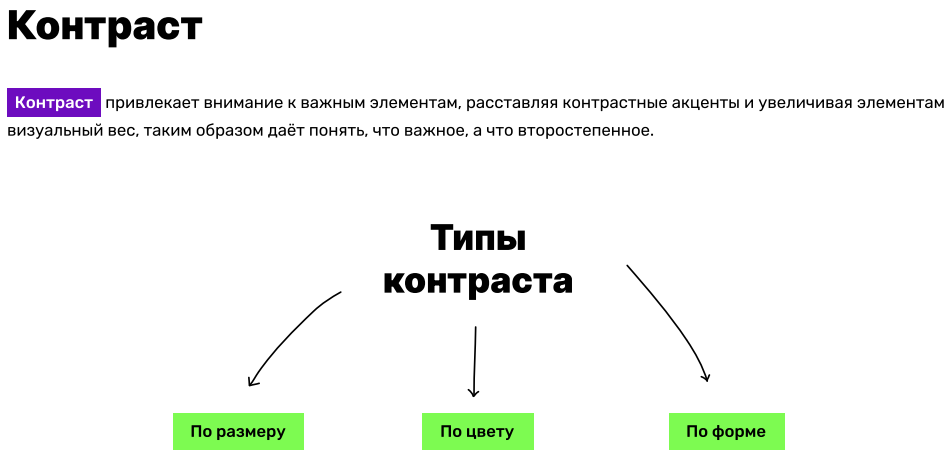 Контраст
Контраст привлекает внимание к важным элементам, расставляя контрастные акценты и увеличивая элементам
визуальный вес, таким образом даёт понять, что важное, а что второстепенное.
Типы
контраста
По размеру
По цвету
По форме